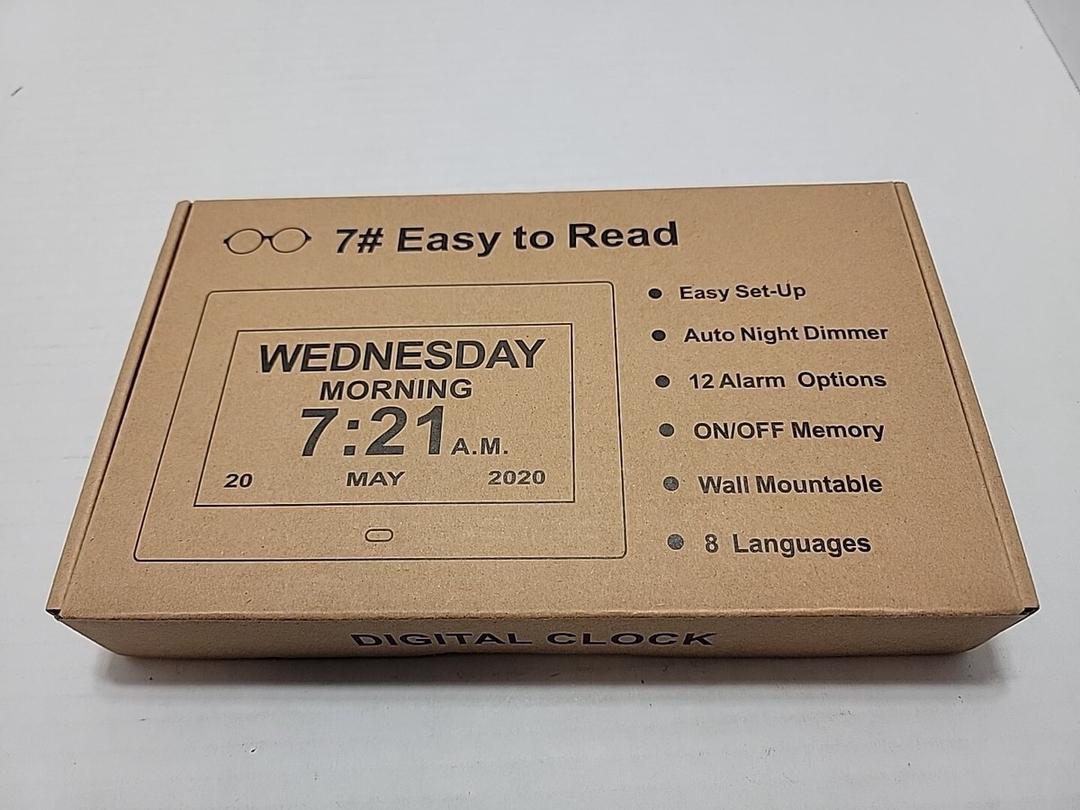 7# Easy to Read
WEDNESDAY
MORNING
7:21 A.M.
20 MAY 2020
● Easy Set-Up
● Auto Night Dimmer
● 12 Alarm Options
● ON/OFF Memory
● Wall Mountable
● 8 Languages
DIGITAL CLOCK